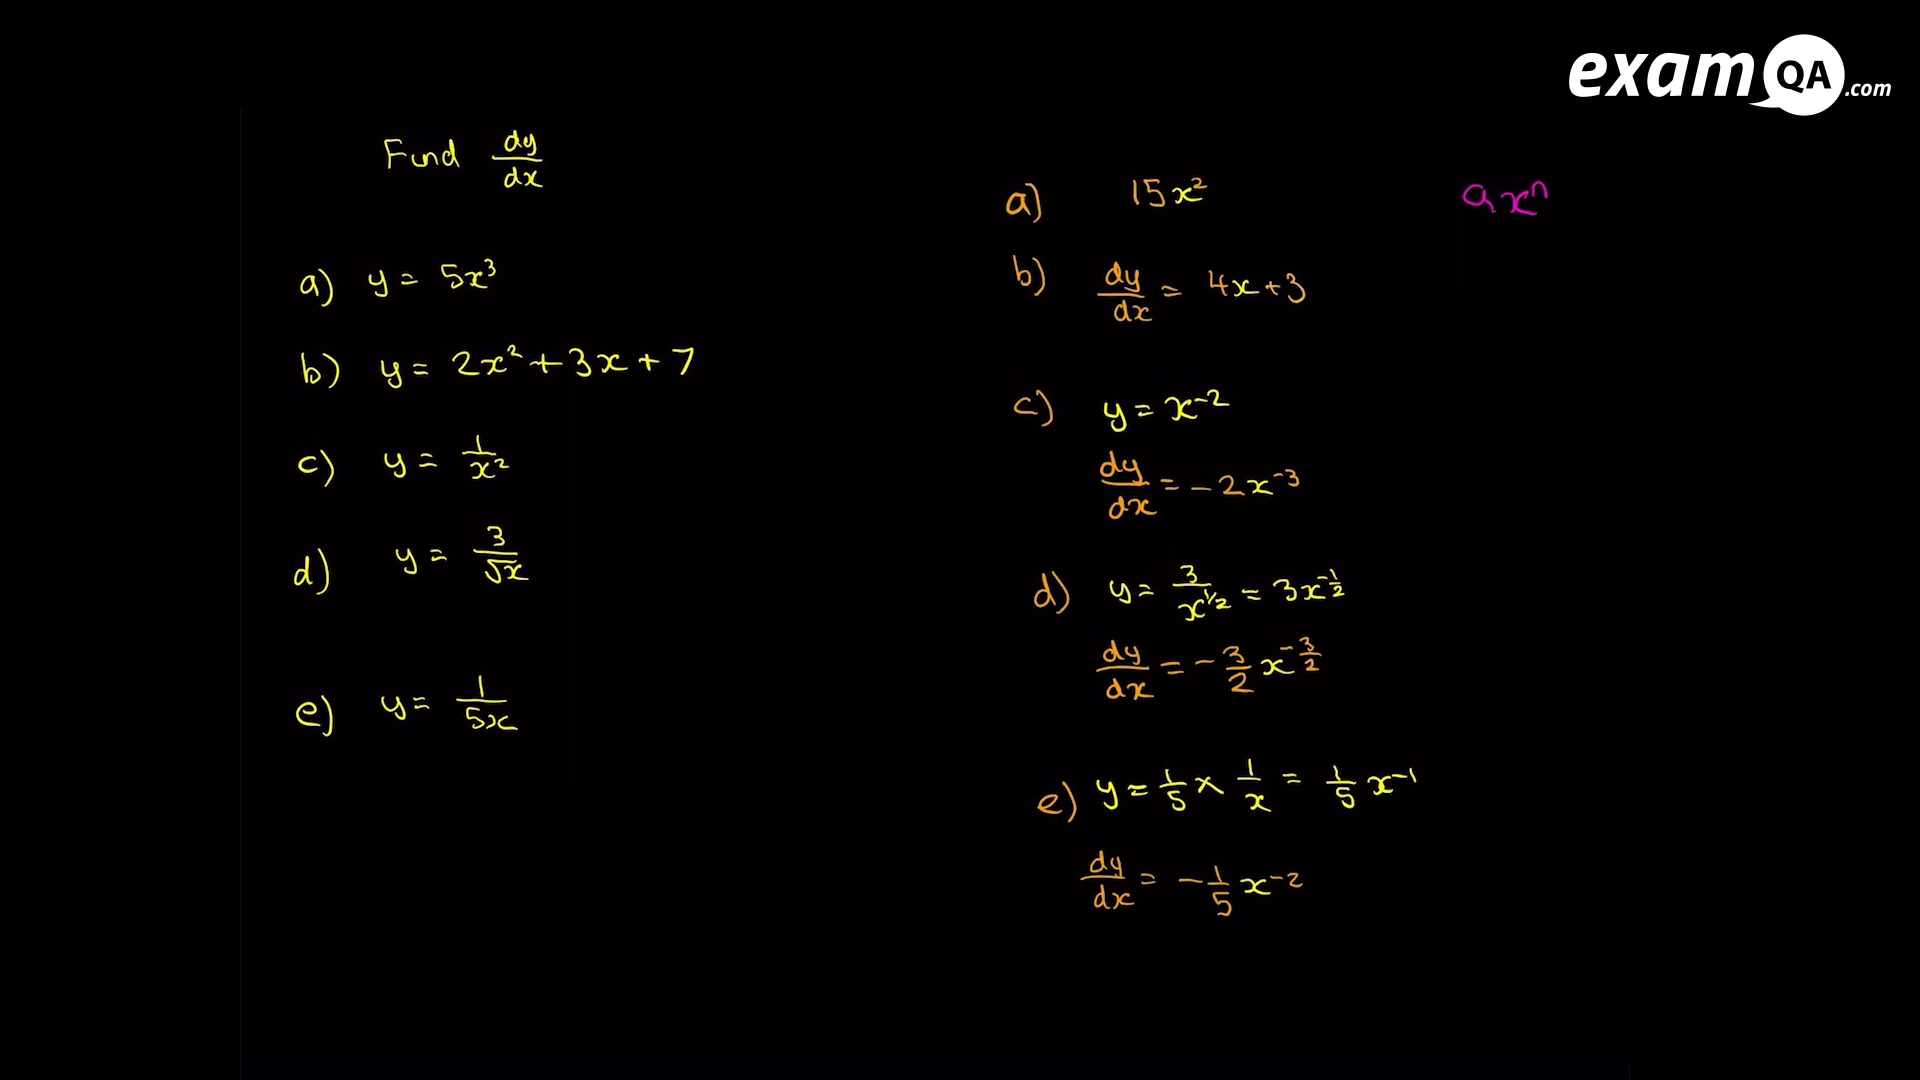 examQA.com
Find dy/dx
a) y = 5x³
b) y = 2x² + 3x + 7
c) y = 1/x²
d) y = 3/√x
e) y = 1/5x
a) 15x²
axⁿ
b) dy/dx = 4x + 3
c) y = x⁻²
dy/dx = -2x⁻³
d) y = 3/x^1/2 = 3x^-1/2
dy/dx = -3/2 x^-3/2
e) y = 1/5 × 1/x = 1/5 x⁻¹
dy/dx = -1/5 x⁻²